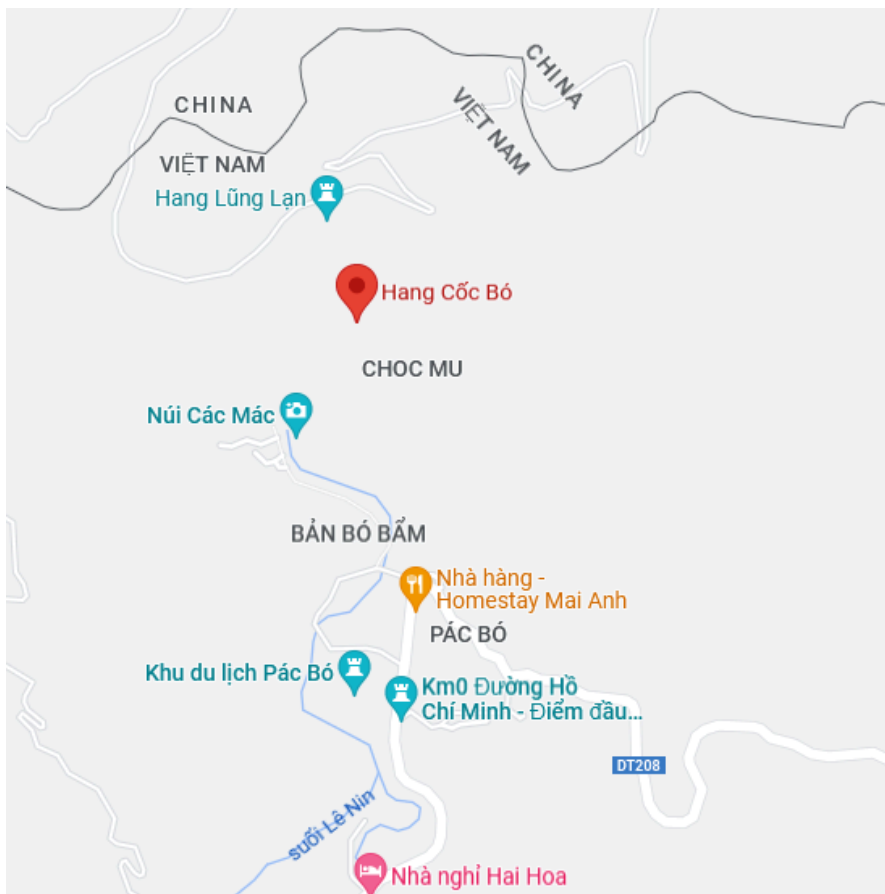 CHINA
CHINA
VIỆT NAM
VIỆT NAM
Hang Lũng Lạn
Hang Cốc Bó
CHOC MU
Núi Các Mác
BẢN BÓ BẨM
Nhà hàng -
Homestay Mai Anh
PÁC BÓ
Khu du lịch Pác Bó
Km0 Đường Hồ
Chí Minh - Điểm đầu...
DT208
suối Lê Nin
Nhà nghỉ Hai Hoa